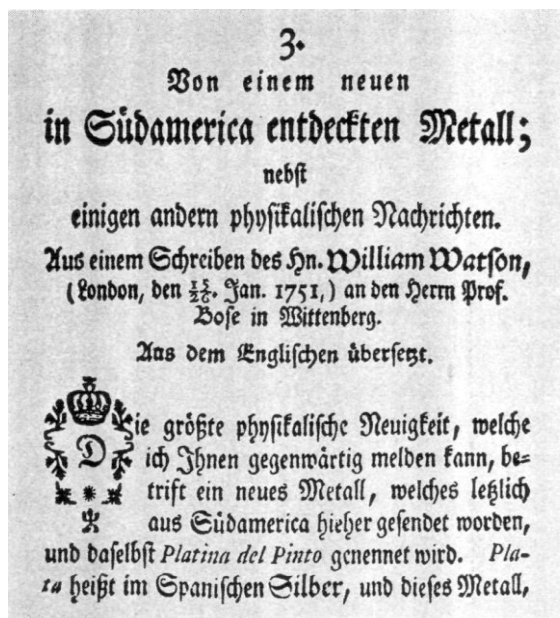 3.
Von einem neuen
in Südamerica entdeckten Metall;
nebst
einigen andern physikalischen Nachrichten.
Aus einem Schreiben des Hn. William Watson,
(London, den 15/26. Jan. 1751,) an den Herrn Prof.
Bose in Wittenberg.
Aus dem Englischen übersetzt.
Die größte physikalische Neuigkeit, welche
ich Ihnen gegenwärtig melden kann, be=
trift ein neues Metall, welches letzlich
aus Südamerica hieher gesendet worden,
und daselbst Platina del Pinto genennet wird. Pla-
ta heißt im Spanischen Silber, und dieses Metall,